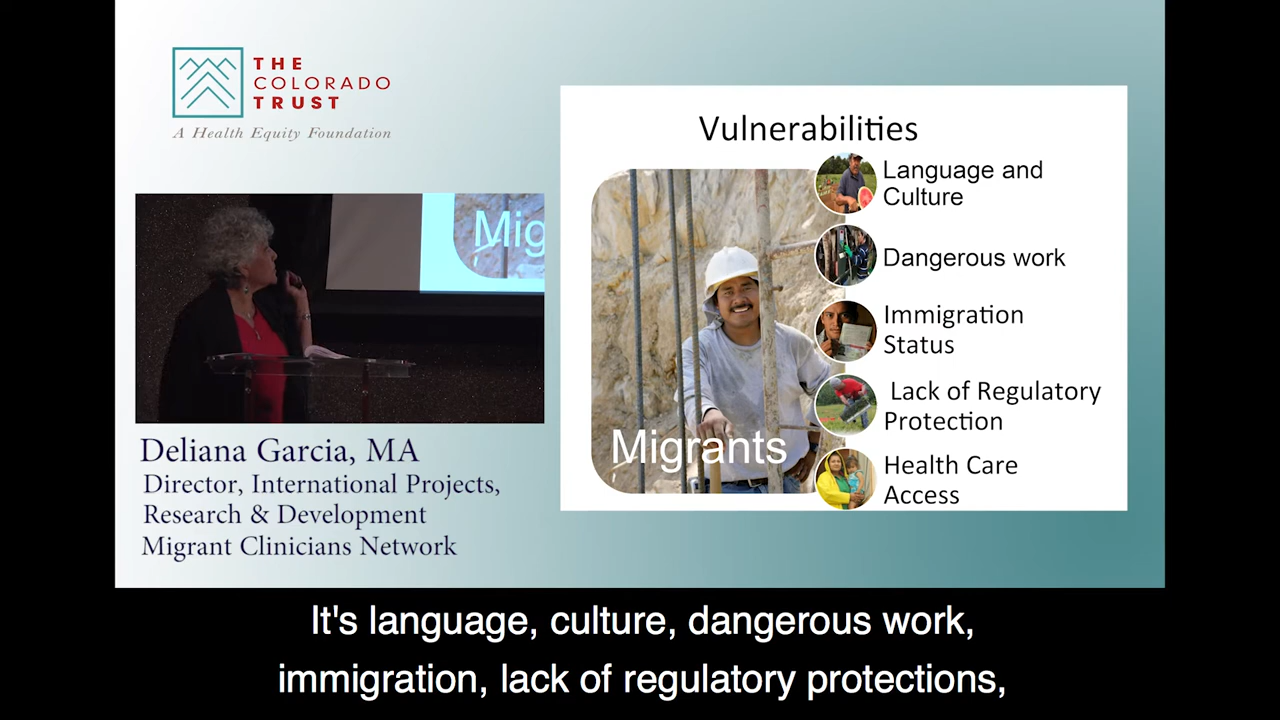 THE
COLORADO
TRUST
A Health Equity Foundation
Vulnerabilities
Language and
Culture
Dangerous work
Immigration
Status
Lack of Regulatory
Protection
Health Care
Access
Migrants
Mig
Deliana Garcia, MA
Director, International Projects,
Research & Development
Migrant Clinicians Network
It's language, culture, dangerous work,
immigration, lack of regulatory protections,